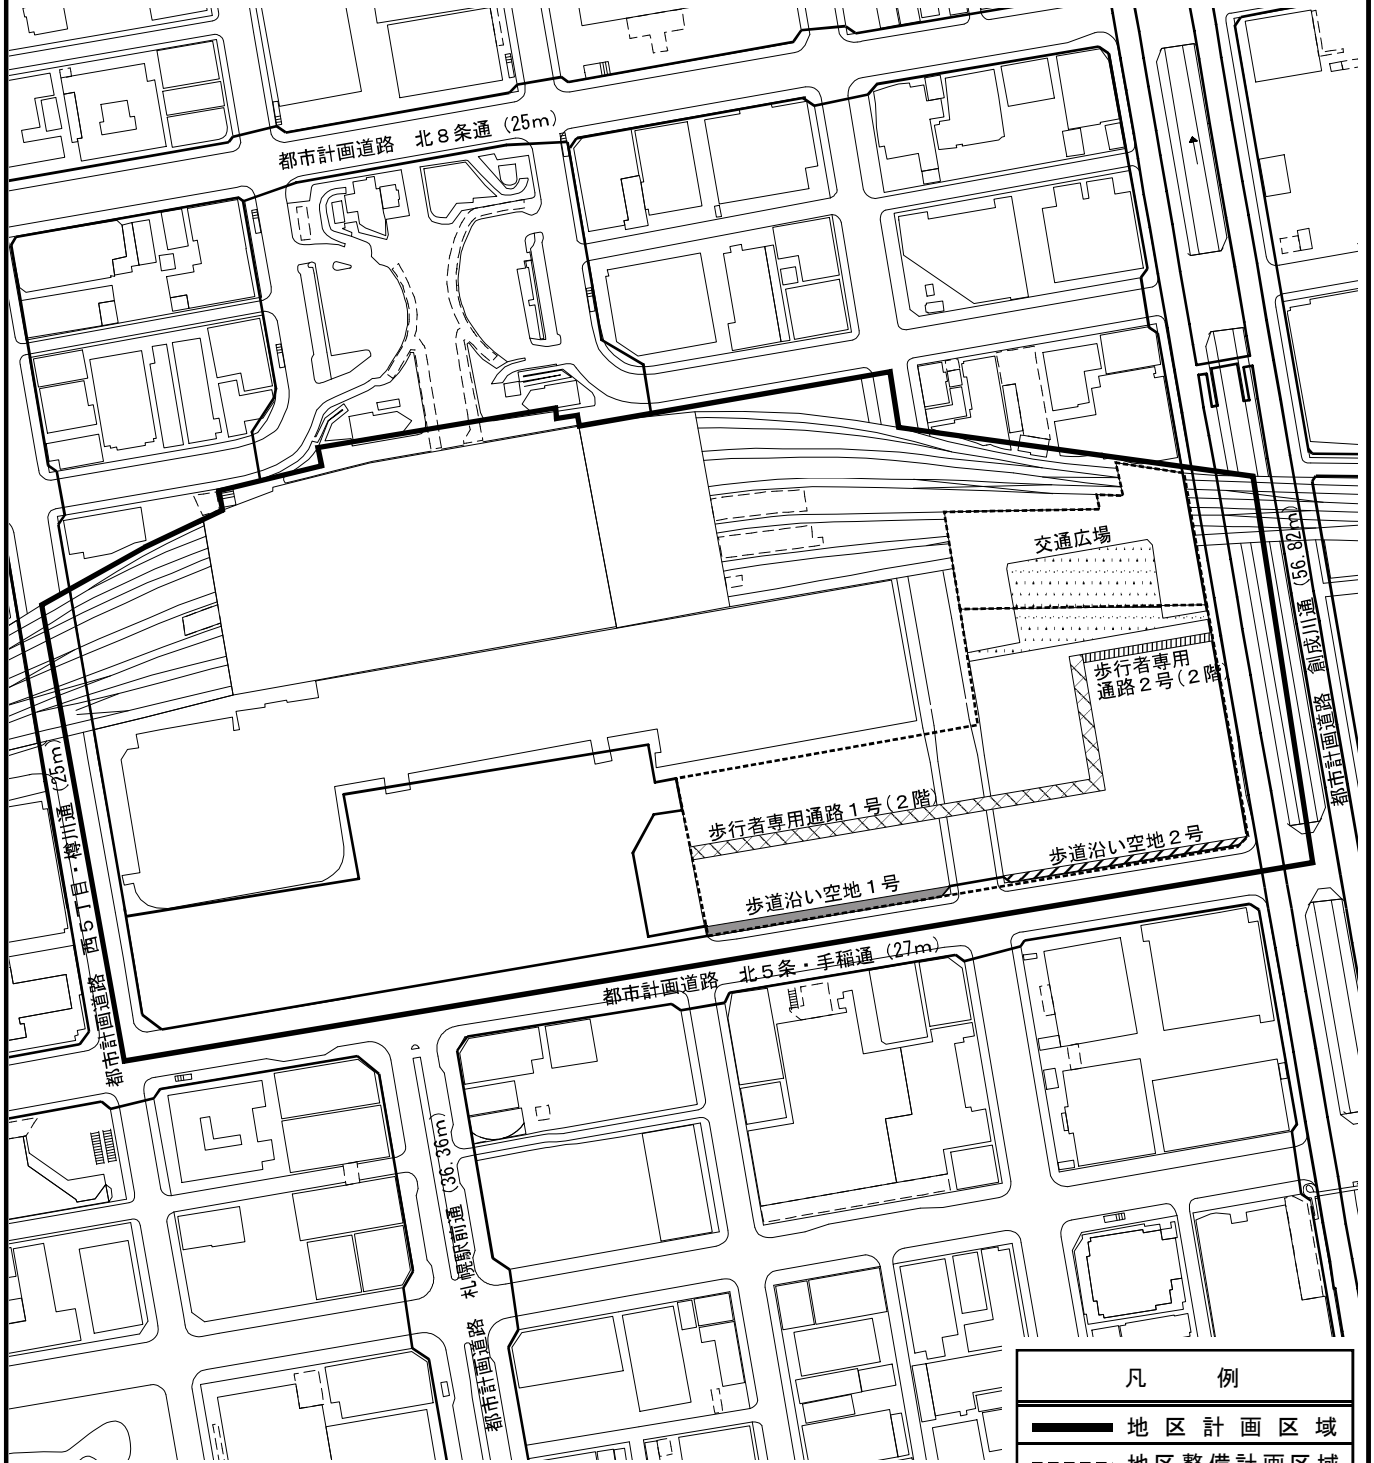 都市計画道路　北８条通（25m）
交通広場
都市計画道路　創成川通（56.82m）
歩行者専用
通路２号（２階）
歩行者専用通路１号（２階）
歩道沿い空地２号
歩道沿い空地１号
都市計画道路　西５丁目・樽川通（25m）
都市計画道路　北５条・手稲通（27m）
都市計画道路　札幌駅前通（36.36m）
凡　例
地区計画区域
地区整備計画区域